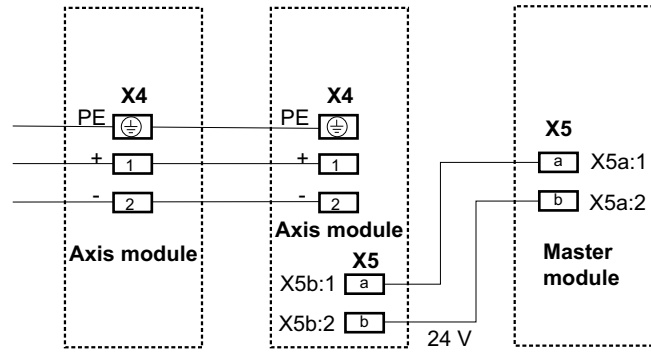 X4
X4
PE
PE
X5
+ 1
+ 1
a X5a:1
- 2
- 2
b X5a:2
Axis module
Axis module
Master
module
X5
X5b:1 a
X5b:2 b
24 V